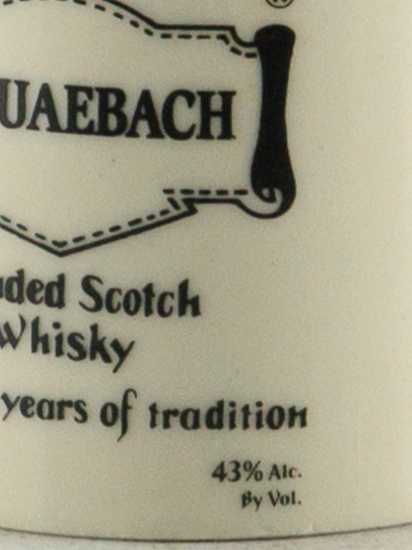 ®
UAEBACH
ded Scotch
Whisky
years of tradition
43% Alc.
By Vol.